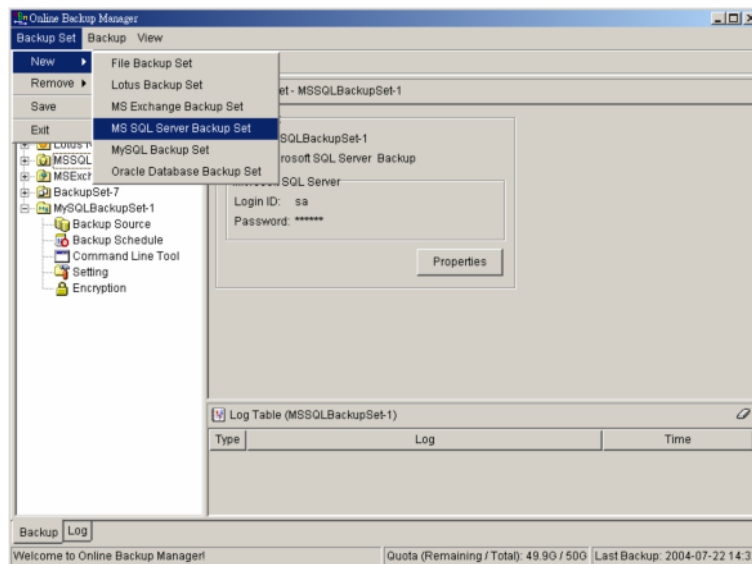 Online Backup Manager
Backup Set Backup View
New
Remove
Save
Exit
File Backup Set
Lotus Backup Set
MS Exchange Backup Set
MS SQL Server Backup Set
MySQL Backup Set
Oracle Database Backup Set
et - MSSQLBackupSet-1
SQLBackupSet-1
rosoft SQL Server Backup
SQL Server
Login ID: sa
Password: ******
Properties
Lotus N
MSSQL
MSExch
BackupSet-7
MySQLBackupSet-1
Backup Source
Backup Schedule
Command Line Tool
Setting
Encryption
Log Table (MSSQLBackupSet-1)
Type Log Time
Backup Log
Welcome to Online Backup Manager!
Quota (Remaining / Total): 49.9G / 50G
Last Backup: 2004-07-22 14:3